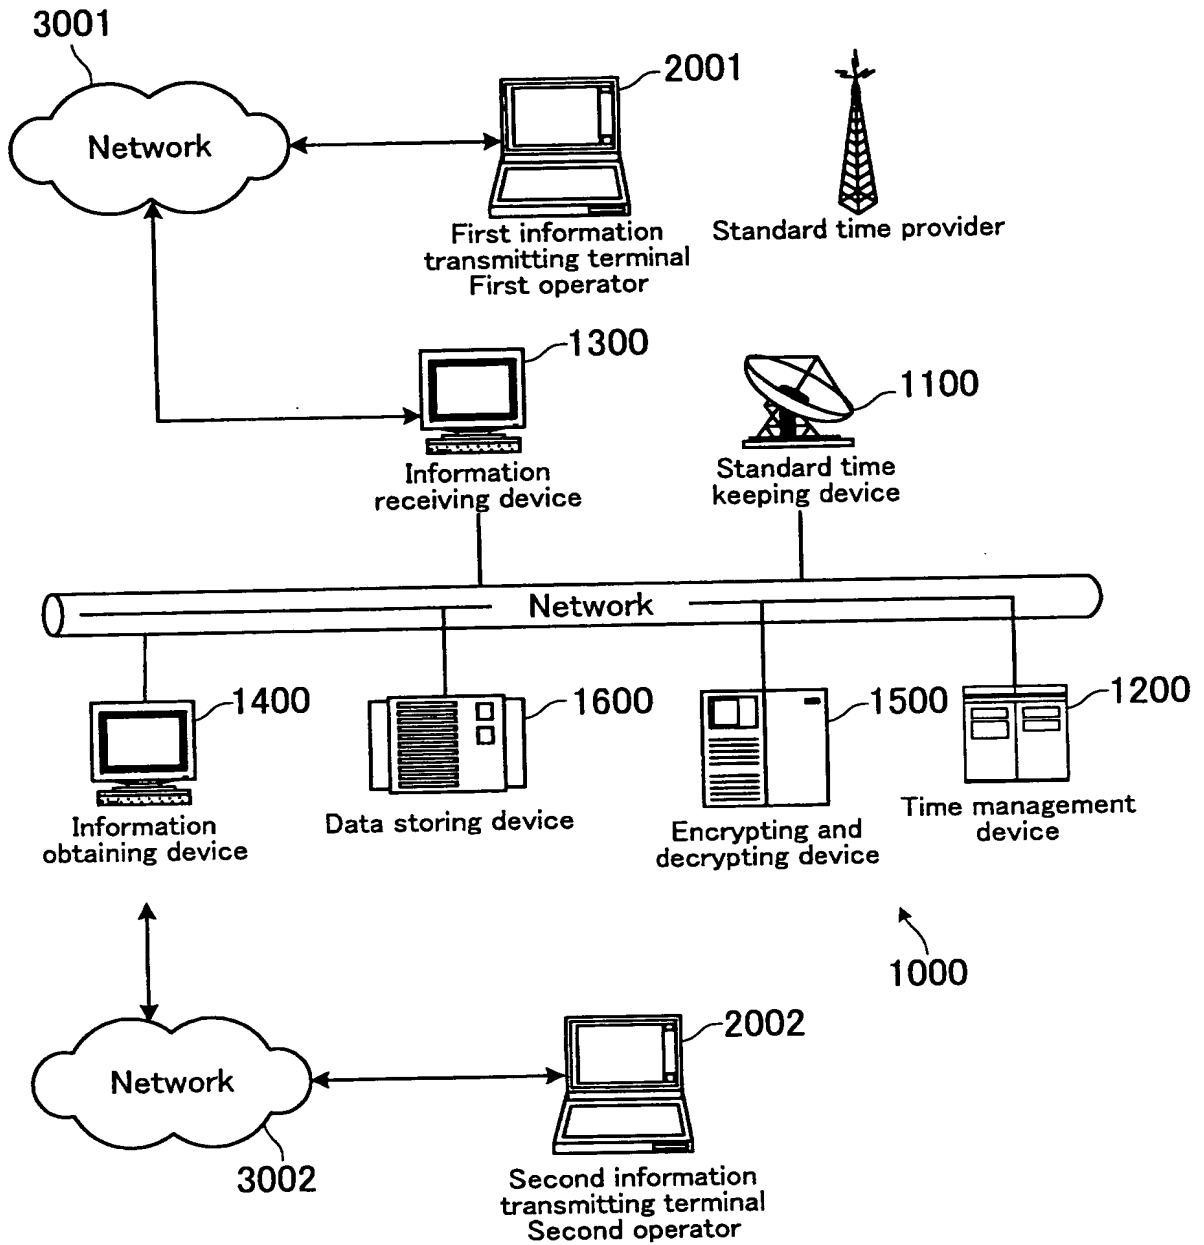 3001
Network
2001
First information
transmitting terminal
First operator
Standard time provider
1300
Information
receiving device
1100
Standard time
keeping device
Network
1400
Information
obtaining device
1600
Data storing device
1500
Encrypting and
decrypting device
1200
Time management
device
1000
Network
3002
2002
Second information
transmitting terminal
Second operator